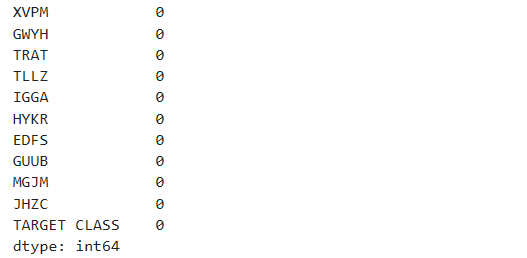 XVPM 0
GWYH 0
TRAT 0
TLLZ 0
IGGA 0
HYKR 0
EDFS 0
GUUB 0
MGJM 0
JHZC 0
TARGET CLASS 0
dtype: int64